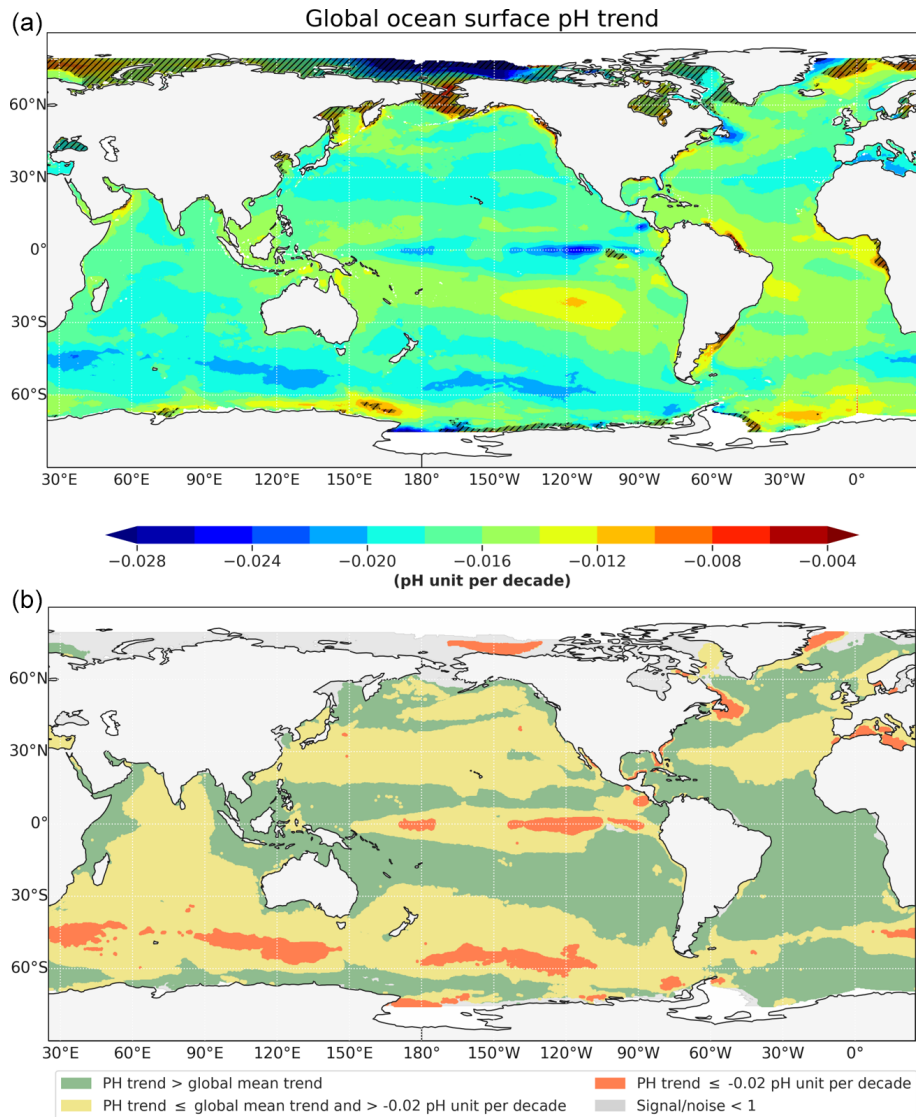 Global ocean surface pH trend
(a)
60°N
30°N
0°
30°S
60°S
30°E 60°E 90°E 120°E 150°E 180° 150°W 120°W 90°W 60°W 30°W 0°
−0.028 −0.024 −0.020 −0.016 −0.012 −0.008 −0.004
(pH unit per decade)
(b)
60°N
30°N
0°
30°S
60°S
30°E 60°E 90°E 120°E 150°E 180° 150°W 120°W 90°W 60°W 30°W 0°
PH trend > global mean trend PH trend ≤ -0.02 pH unit per decade
PH trend ≤ global mean trend and > -0.02 pH unit per decade Signal/noise < 1